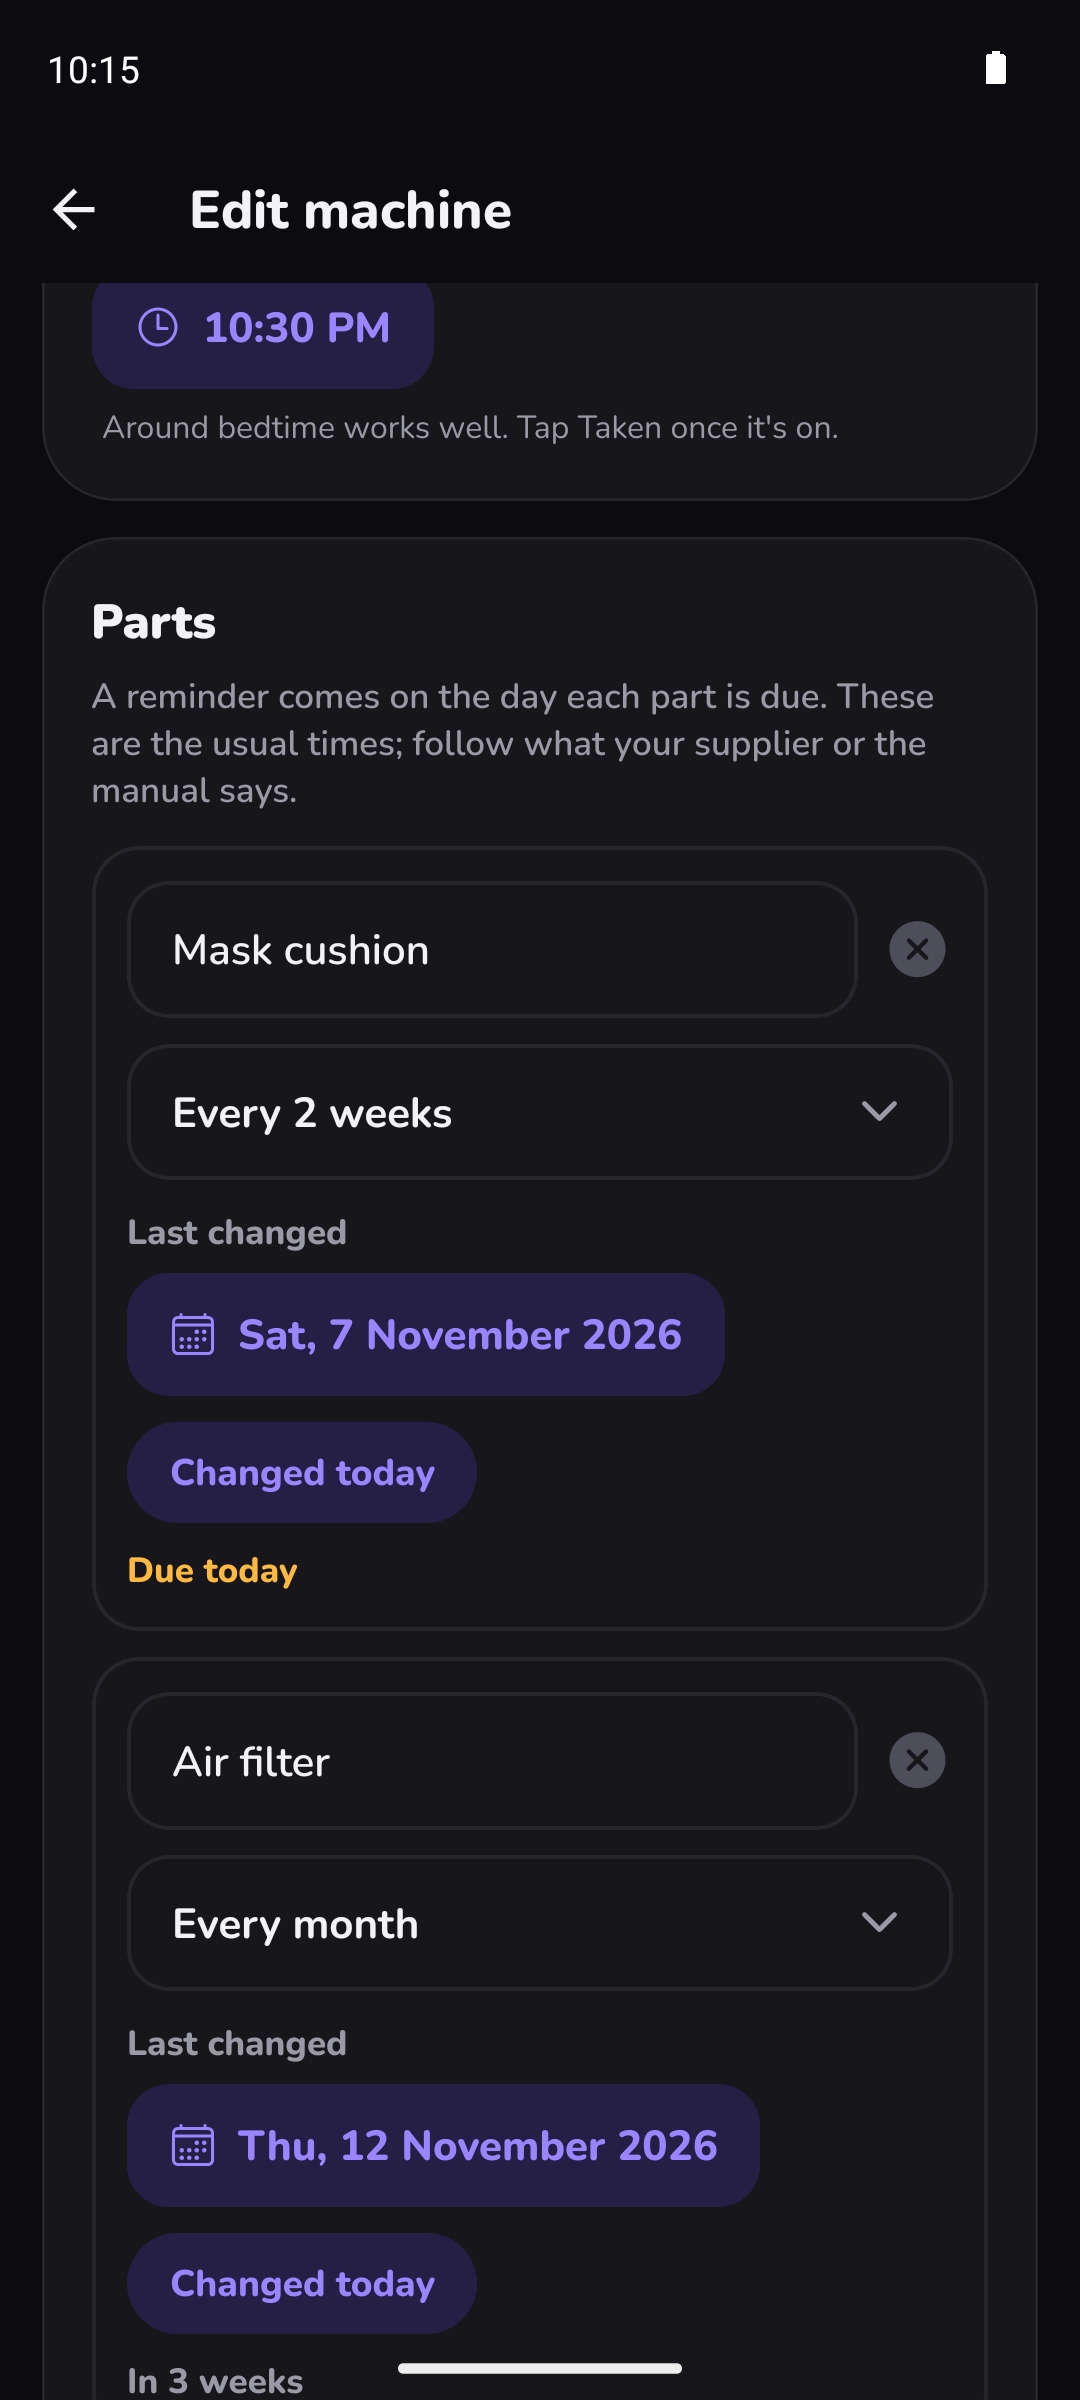 10:15
Edit machine
10:30 PM
Around bedtime works well. Tap Taken once it's on.
Parts
A reminder comes on the day each part is due. These
are the usual times; follow what your supplier or the
manual says.
Mask cushion
Every 2 weeks
Last changed
Sat, 7 November 2026
Changed today
Due today
Air filter
Every month
Last changed
Thu, 12 November 2026
Changed today
In 3 weeks